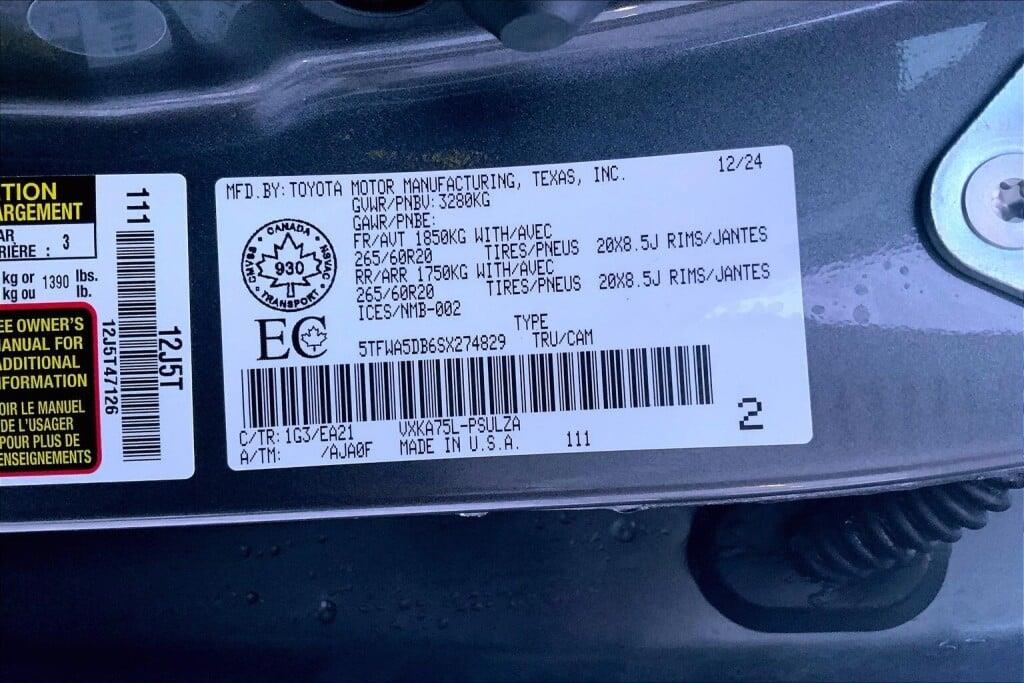 TION
ARGEMENT
AR
RIÈRE : 3
kg or 1390 lbs.
kg ou lb.
EE OWNER'S
MANUAL FOR
ADDITIONAL
NFORMATION
OIR LE MANUEL
DE L'USAGER
POUR PLUS DE
ENSEIGNEMENTS
111
12J5T
12J5T47126
MFD.BY: TOYOTA MOTOR MANUFACTURING, TEXAS, INC. 12/24
GVWR/PNBV: 3280KG
GAWR/PNBE:
FR/AVT 1850KG WITH/AVEC
265/60R20 TIRES/PNEUS 20X8.5J RIMS/JANTES
RR/ARR 1750KG WITH/AVEC
265/60R20 TIRES/PNEUS 20X8.5J RIMS/JANTES
ICES/NMB-002
CANADA
CMVSS
930
NSVAC
TRANSPORT
EC
TYPE
5TFWA5DB6SX274829 TRU/CAM
C/TR: 1G3/EA21 VXKA75L-PSULZA
A/TM: /AJA0F MADE IN U.S.A. 111
2